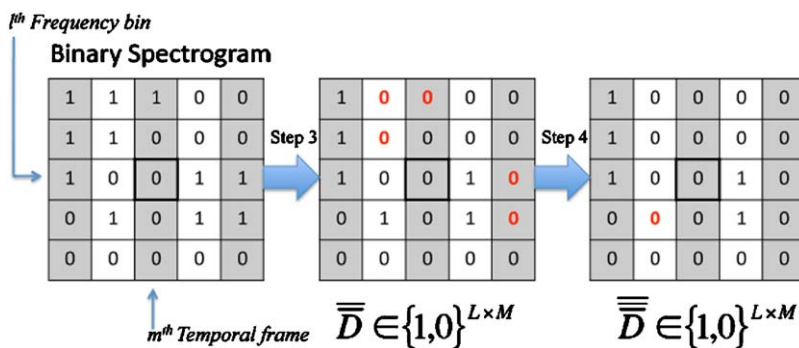 lᵗʰ Frequency bin
Binary Spectrogram
1 1 1 0 0
1 1 0 0 0
1 0 0 1 1
0 1 0 1 1
0 0 0 0 0
Step 3
1 0 0 0 0
1 0 0 0 0
1 0 0 1 0
0 1 0 1 0
0 0 0 0 0
Step 4
1 0 0 0 0
1 0 0 0 0
1 0 0 1 0
0 0 0 1 0
0 0 0 0 0
mᵗʰ Temporal frame
D̿ ∈{1,0}ᴸ ˣ ᴹ
D̿̅ ∈{1,0}ᴸ ˣ ᴹ